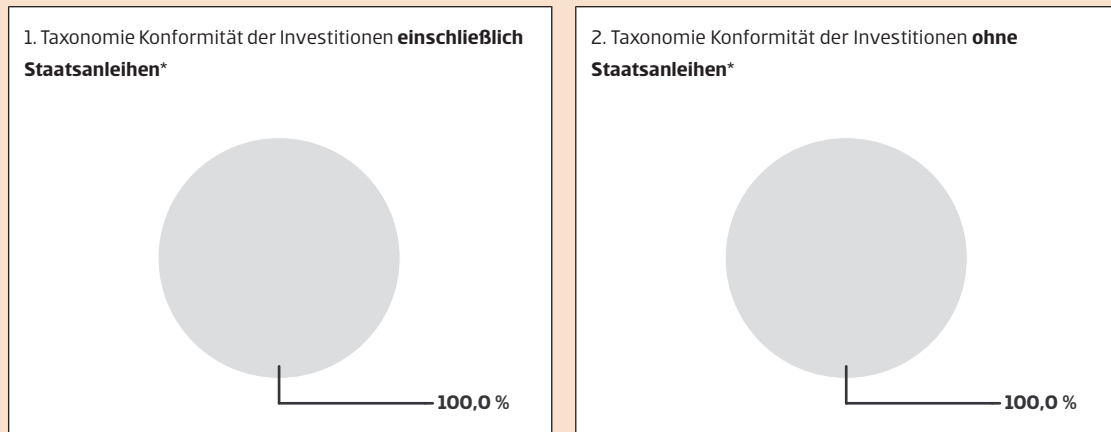 1. Taxonomie Konformität der Investitionen einschließlich
Staatsanleihen*
100,0 %
2. Taxonomie Konformität der Investitionen ohne
Staatsanleihen*
100,0 %